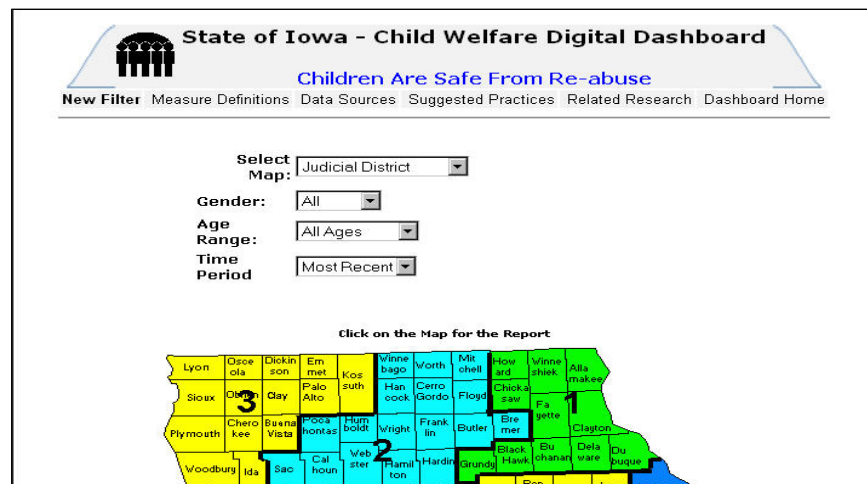 State of Iowa - Child Welfare Digital Dashboard
Children Are Safe From Re-abuse
New Filter Measure Definitions Data Sources Suggested Practices Related Research Dashboard Home
Select
Map: Judicial District
Gender: All
Age
Range: All Ages
Time
Period Most Recent
Click on the Map for the Report
Lyon Osce
ola Dickin
son Em
met Kos
suth Winne
bago Worth Mit
chell How
ard Winne
shiek Alla
makee
Sioux Obrien Clay Palo
Alto Han
cock Cerro
Gordo Floyd Chicka
saw Fa
yette Clayton
3 1
Plymouth Chero
kee Buena
Vista Poca
hontas Hum
boldt Wright Frank
lin Butler Bre
mer
2
Woodbury Ida Sac Cal
houn Web
ster Hamil
ton Hardin Grundy Black
Hawk Bu
chanan Dela
ware Du
buque